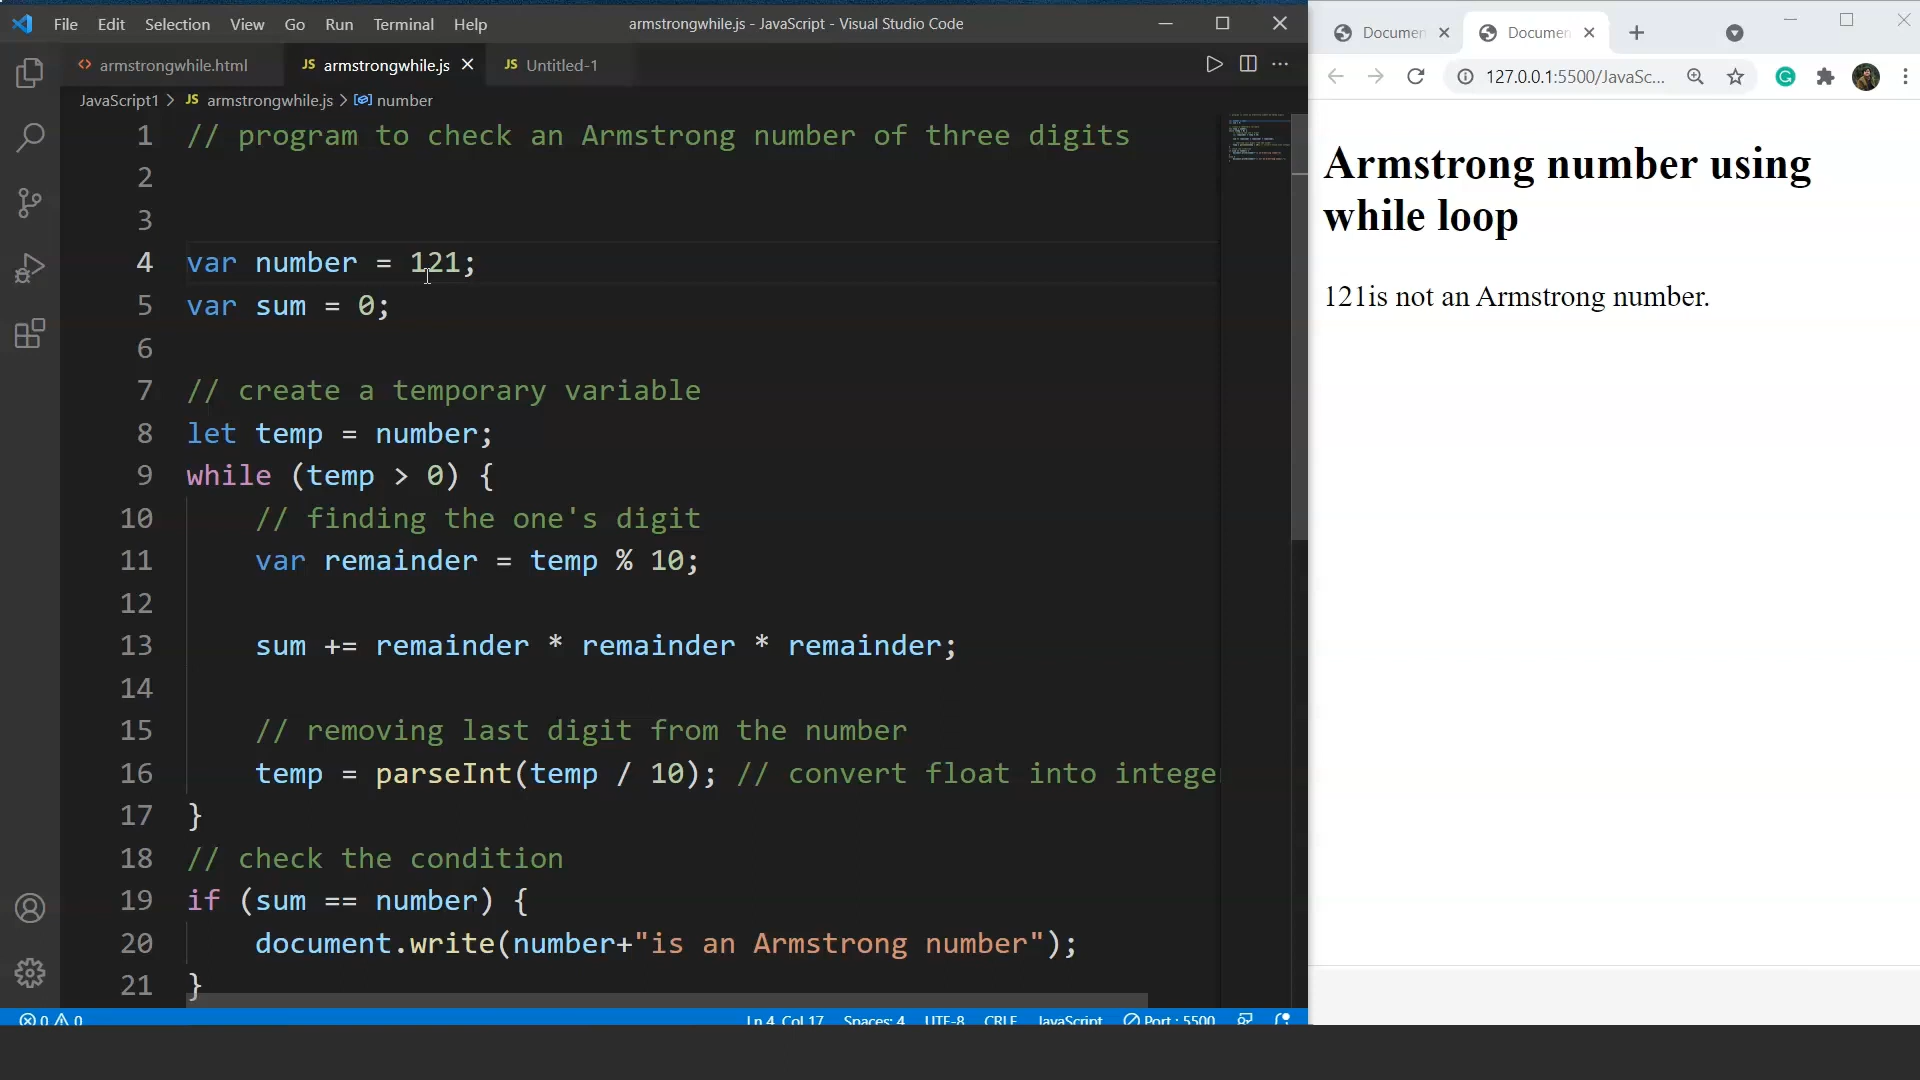 File Edit Selection View Go Run Terminal Help armstrongwhile.js - JavaScript - Visual Studio Code
armstrongwhile.html JS armstrongwhile.js JS Untitled-1
JavaScript1 > JS armstrongwhile.js > number
1 // program to check an Armstrong number of three digits
2
3
4 var number = 121;
5 var sum = 0;
6
7 // create a temporary variable
8 let temp = number;
9 while (temp > 0) {
10 // finding the one's digit
11 var remainder = temp % 10;
12
13 sum += remainder * remainder * remainder;
14
15 // removing last digit from the number
16 temp = parseInt(temp / 10); // convert float into intege
17 }
18 // check the condition
19 if (sum == number) {
20 document.write(number+"is an Armstrong number");
21 }
0 0 Ln 4, Col 17 Spaces: 4 UTF-8 CRLF JavaScript Port : 5500
Documen Documen
127.0.0.1:5500/JavaSc...
Armstrong number using
while loop
121is not an Armstrong number.